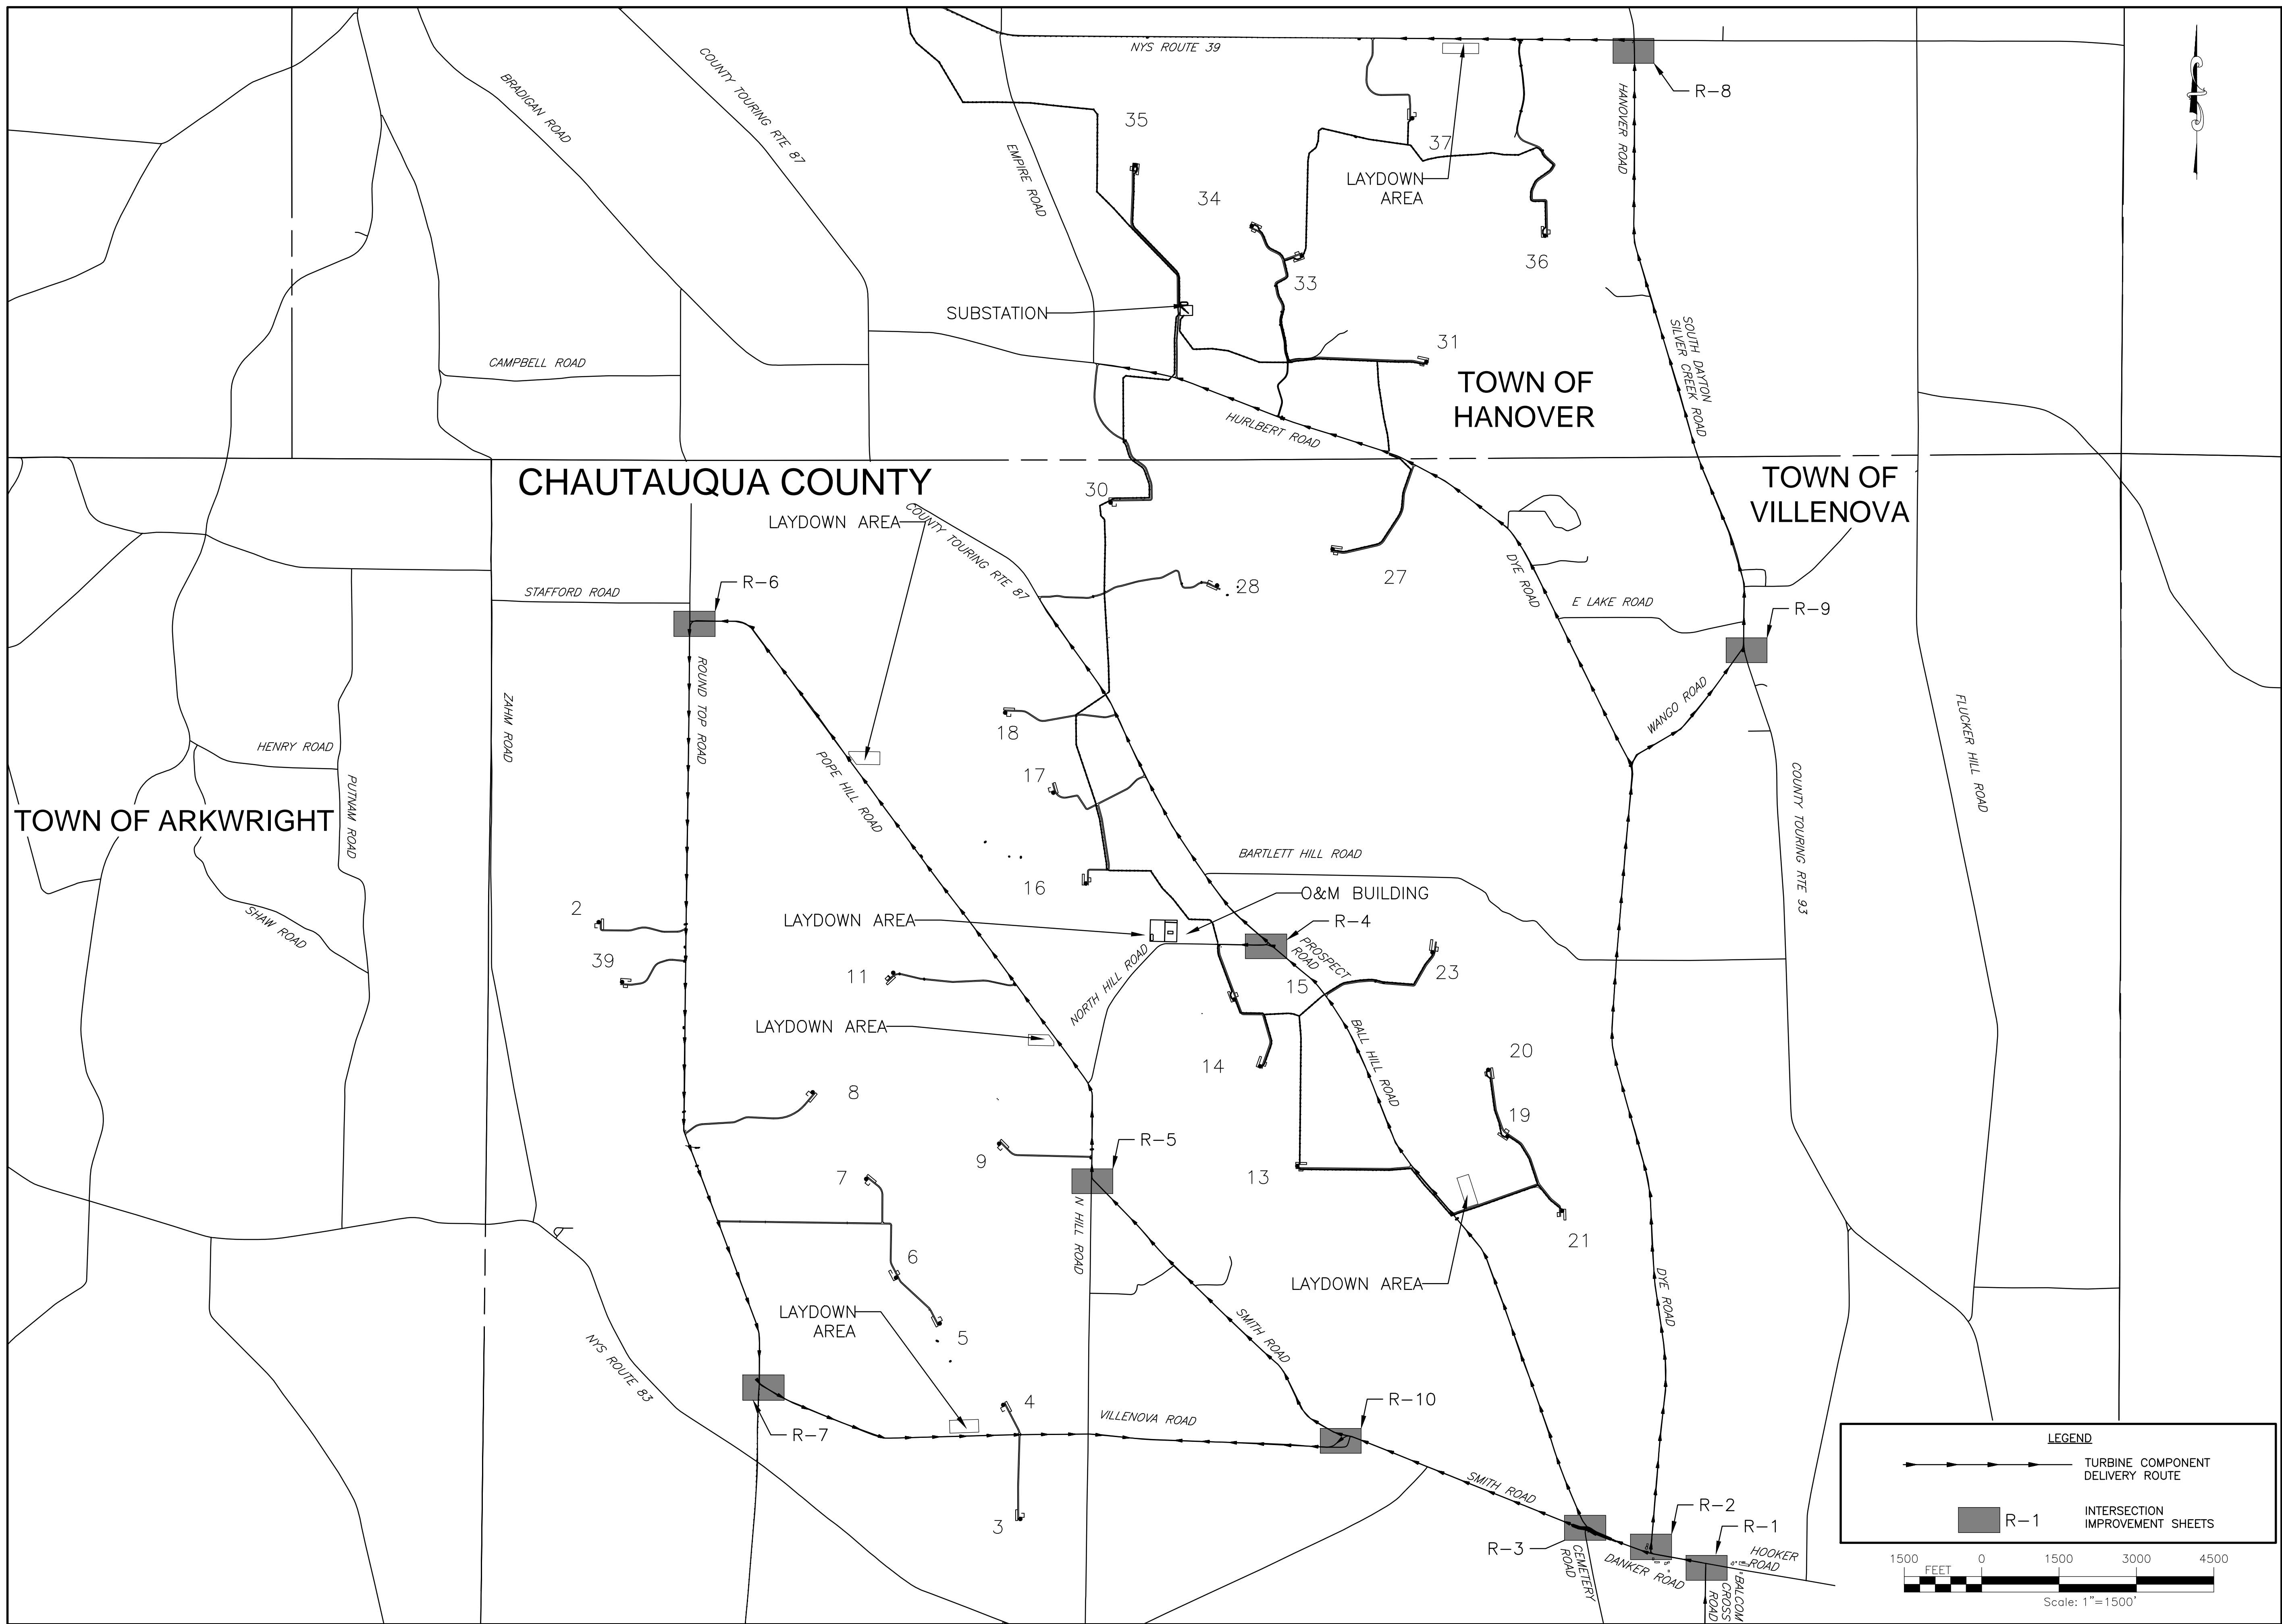 NYS ROUTE 39
R-8
BRADIGAN ROAD
COUNTY TOURING RTE 87
EMPIRE ROAD
HANOVER ROAD
35
37
LAYDOWN
AREA
34
36
33
SUBSTATION
31
SOUTH DAYTON
SILVER CREEK ROAD
CAMPBELL ROAD
TOWN OF
HANOVER
HURLBERT ROAD
CHAUTAUQUA COUNTY
TOWN OF
VILLENOVA
30
LAYDOWN AREA
COUNTY TOURING RTE 87
27
28
DYE ROAD
STAFFORD ROAD
R-6
E LAKE ROAD
R-9
ROUND TOP ROAD
ZAHM ROAD
WANGO ROAD
FLUCKER HILL ROAD
18
HENRY ROAD
POPE HILL ROAD
17
PUTNAM ROAD
COUNTY TOURING RTE 93
TOWN OF ARKWRIGHT
BARTLETT HILL ROAD
16
O&M BUILDING
2
LAYDOWN AREA
R-4
SHAW ROAD
PROSPECT
ROAD
39
11
NORTH HILL ROAD
15
23
LAYDOWN AREA
BALL HILL ROAD
14
20
8
19
R-5
9
13
7
N HILL ROAD
21
6
LAYDOWN AREA
DYE ROAD
LAYDOWN
AREA
5
SMITH ROAD
NYS ROUTE 83
4
R-10
VILLENOVA ROAD
R-7
SMITH ROAD
3
R-2
R-1
R-3
HOOKER
ROAD
DANKER ROAD
CEMETERY
ROAD
BALCOM
CROSS
ROAD
LEGEND
TURBINE COMPONENT
DELIVERY ROUTE
R-1
INTERSECTION
IMPROVEMENT SHEETS
1500 0 1500 3000 4500
FEET
Scale: 1"=1500'